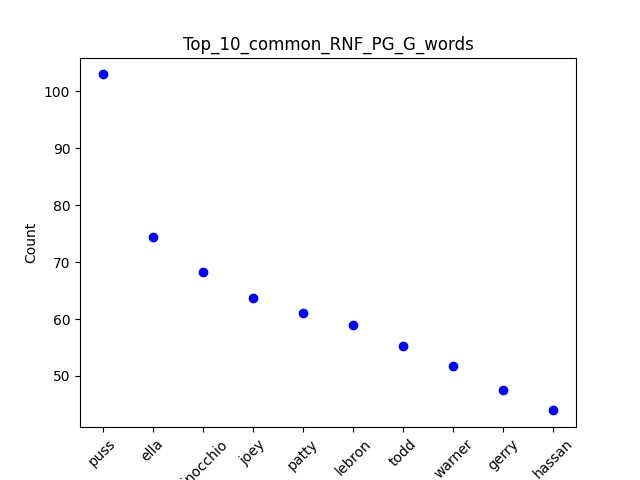 Top_10_common_RNF_PG_G_words
Count
100
90
80
70
60
50
puss
ella
inocchio
joey
patty
lebron
todd
warner
gerry
hassan